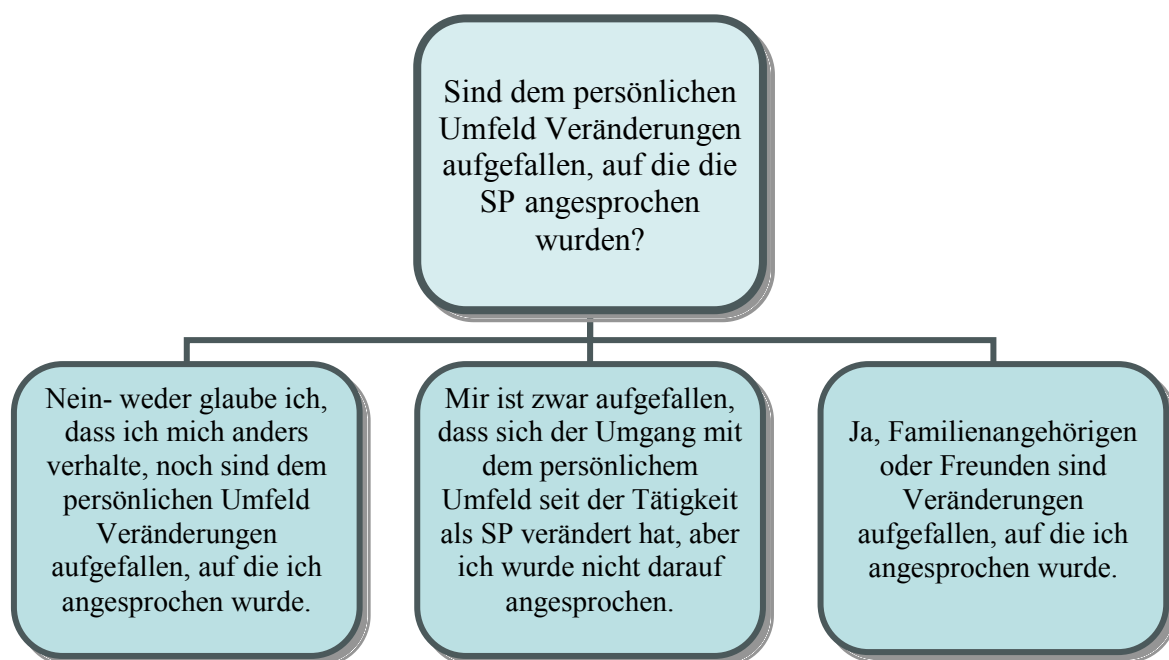 Sind dem persönlichen
Umfeld Veränderungen
aufgefallen, auf die die
SP angesprochen
wurden?
Nein- weder glaube ich,
dass ich mich anders
verhalte, noch sind dem
persönlichen Umfeld
Veränderungen
aufgefallen, auf die ich
angesprochen wurde.
Mir ist zwar aufgefallen,
dass sich der Umgang mit
dem persönlichem
Umfeld seit der Tätigkeit
als SP verändert hat, aber
ich wurde nicht darauf
angesprochen.
Ja, Familienangehörigen
oder Freunden sind
Veränderungen
aufgefallen, auf die ich
angesprochen wurde.